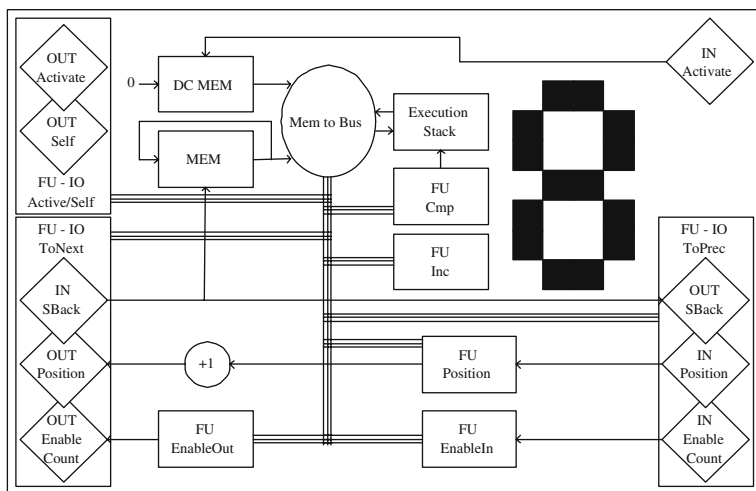 OUT
Activate
OUT
Self
FU - IO
Active/Self
0
DC MEM
MEM
Mem to Bus
Execution
Stack
FU
Cmp
FU
Inc
IN
Activate
FU - IO
ToNext
IN
SBack
OUT
Position
OUT
Enable
Count
+1
FU
Position
FU
EnableOut
FU
EnableIn
FU - IO
ToPrec
OUT
SBack
IN
Position
IN
Enable
Count